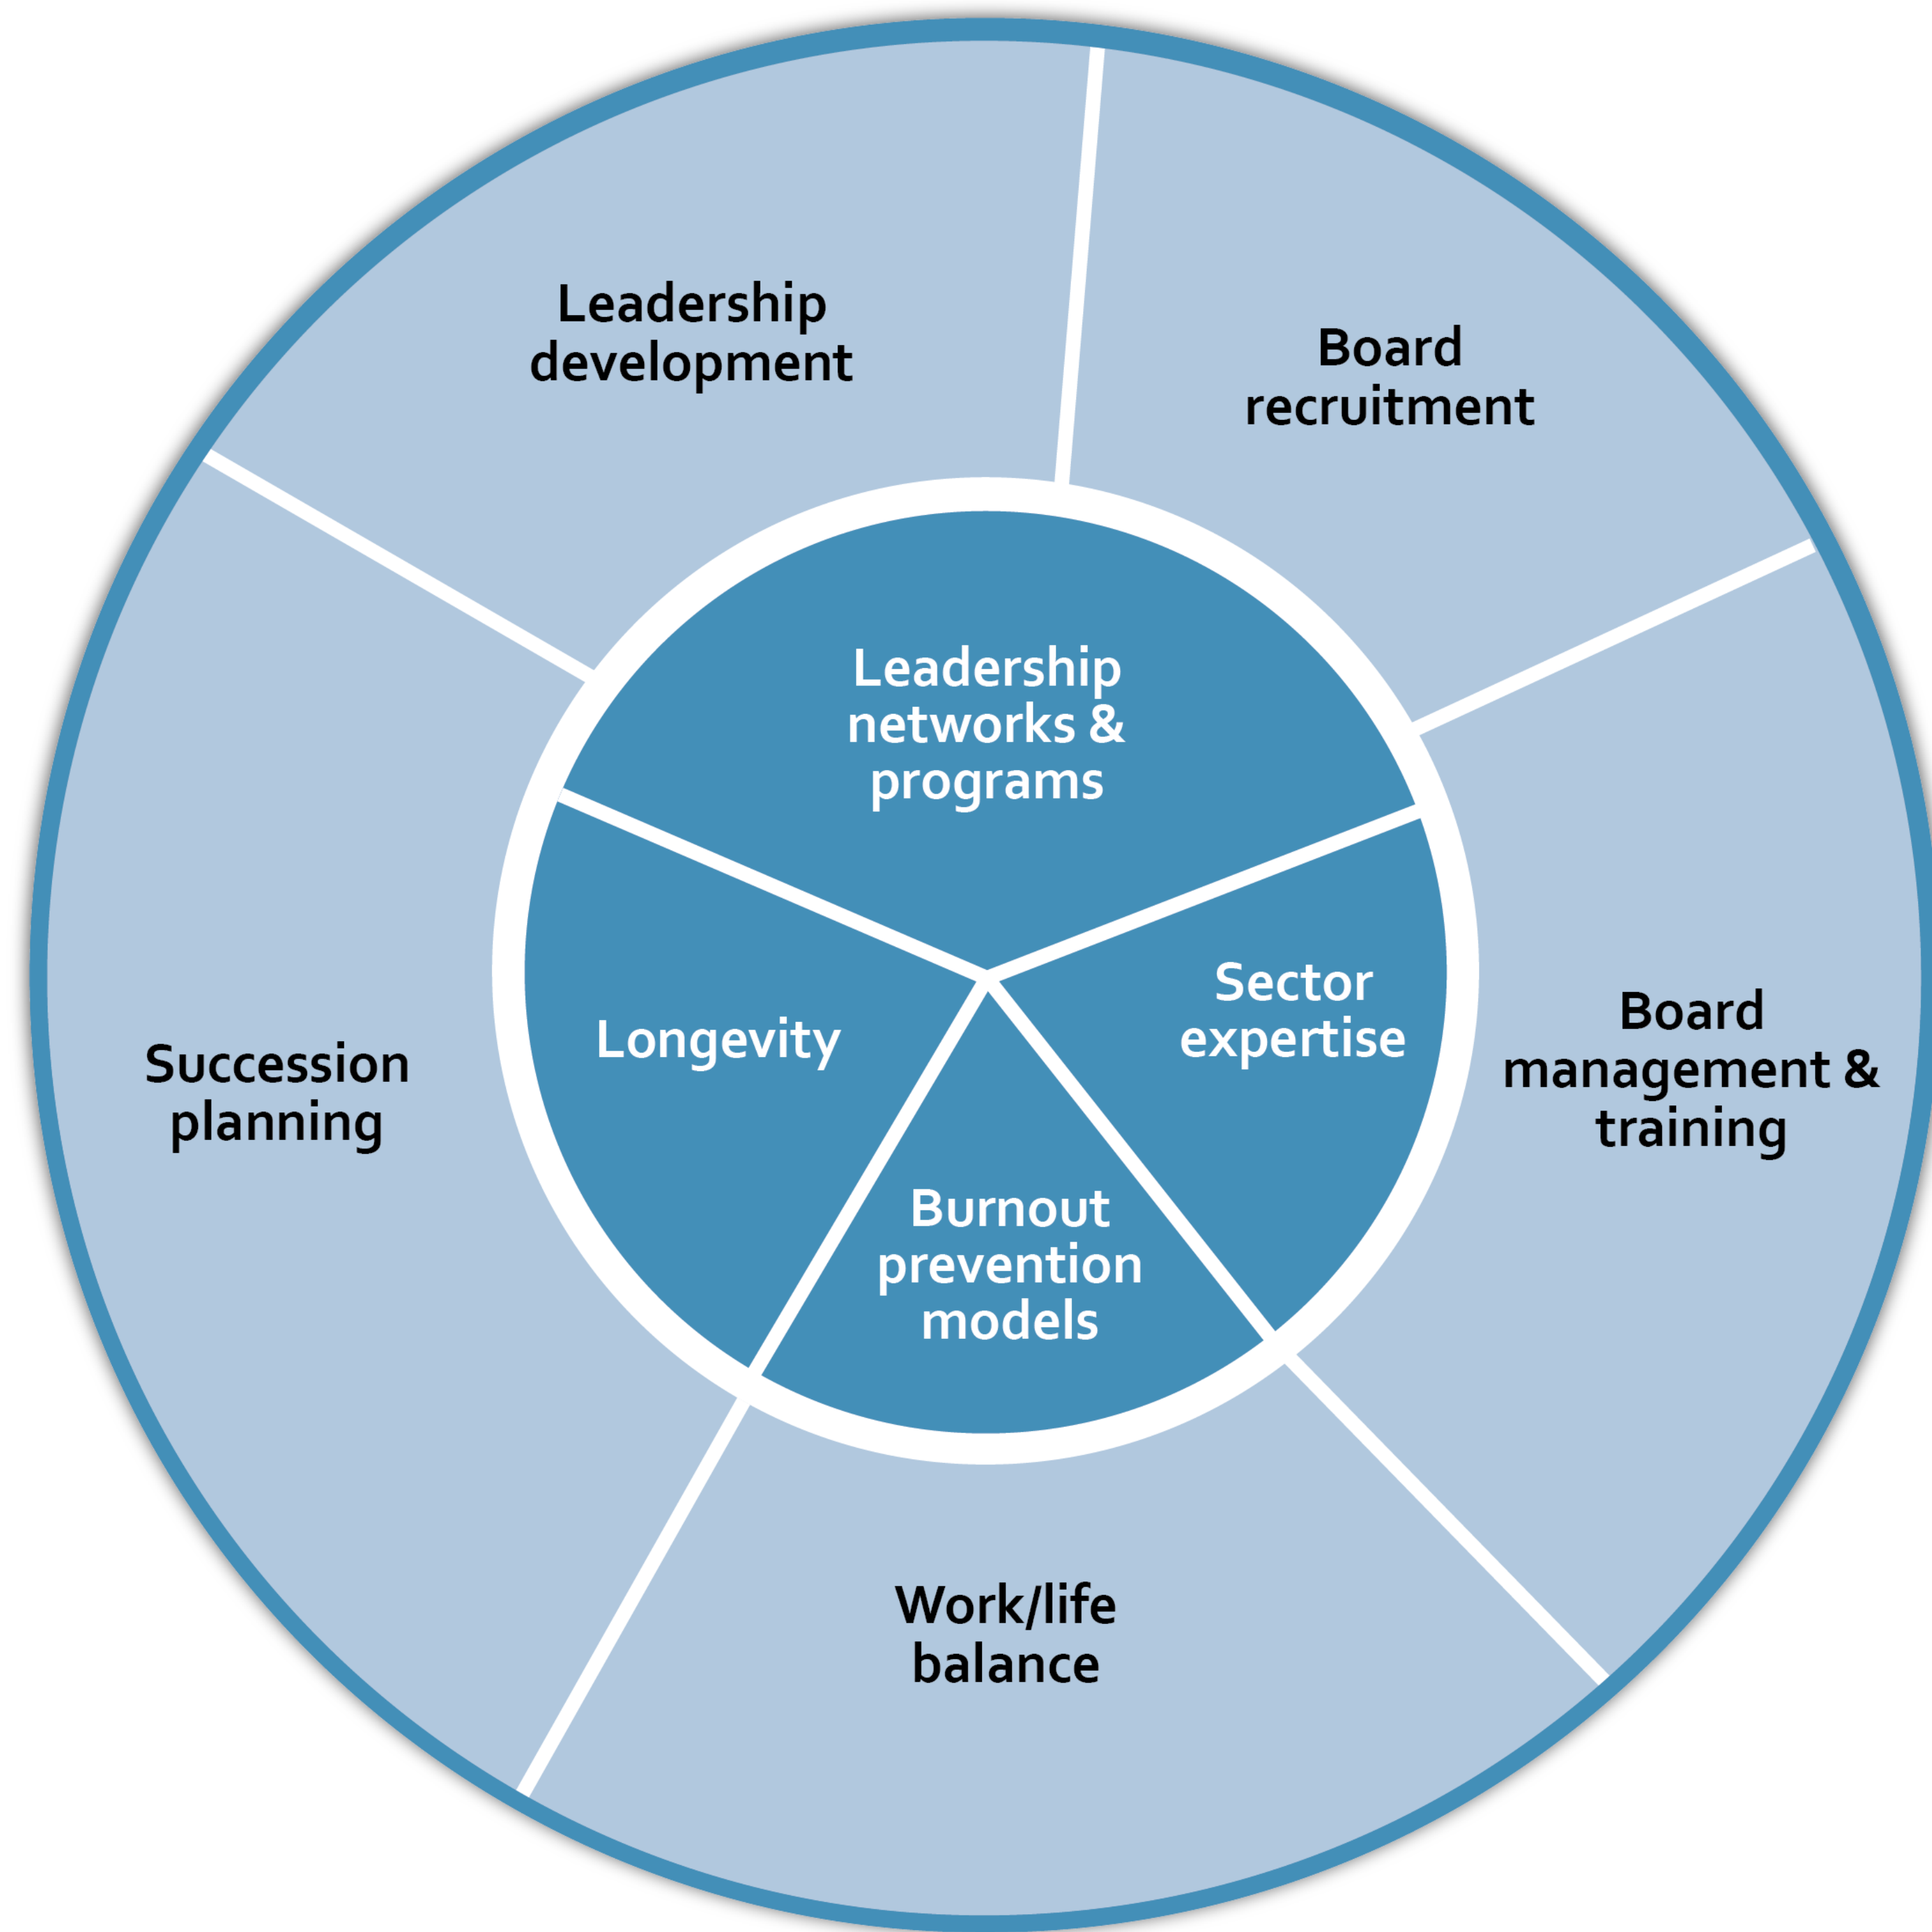 Leadership
development
Board
recruitment
Leadership
networks &
programs
Sector
expertise
Longevity
Board
management &
training
Succession
planning
Burnout
prevention
models
Work/life
balance